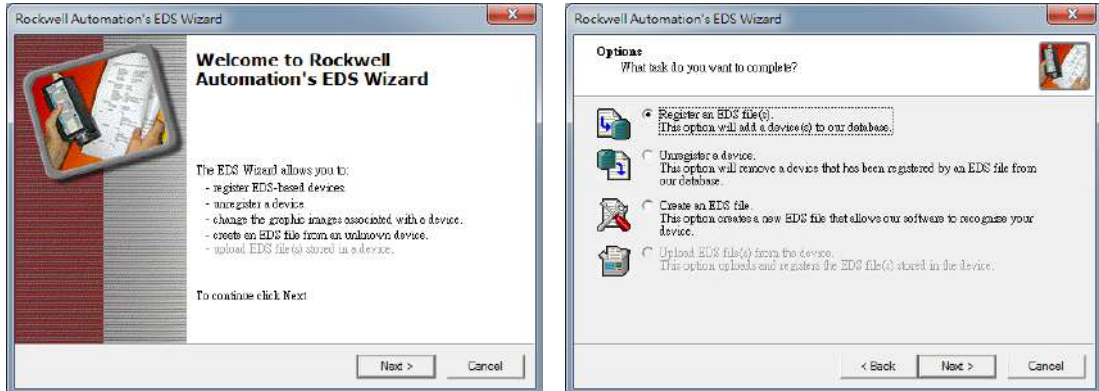 Rockwell Automation's EDS Wizard
Welcome to Rockwell
Automation's EDS Wizard
The EDS Wizard allows you to:
- register EDS-based devices
- unregister a device
- change the graphic images associated with a device.
- create an EDS file from an unknown device.
- upload EDS file(s) stored in a device.
To continue click Next
Next >
Cancel
Rockwell Automation's EDS Wizard
Options
What task do you want to complete?
Register an EDS file(s).
This option will add a device(s) to our database.
Unregister a device.
This option will remove a device that has been registered by an EDS file from
our database.
Create an EDS file.
This option creates a new EDS file that allows our software to recognize your
device.
Upload EDS file(s) from the device.
This option uploads and registers the EDS file(s) stored in the device.
< Back
Next >
Cancel